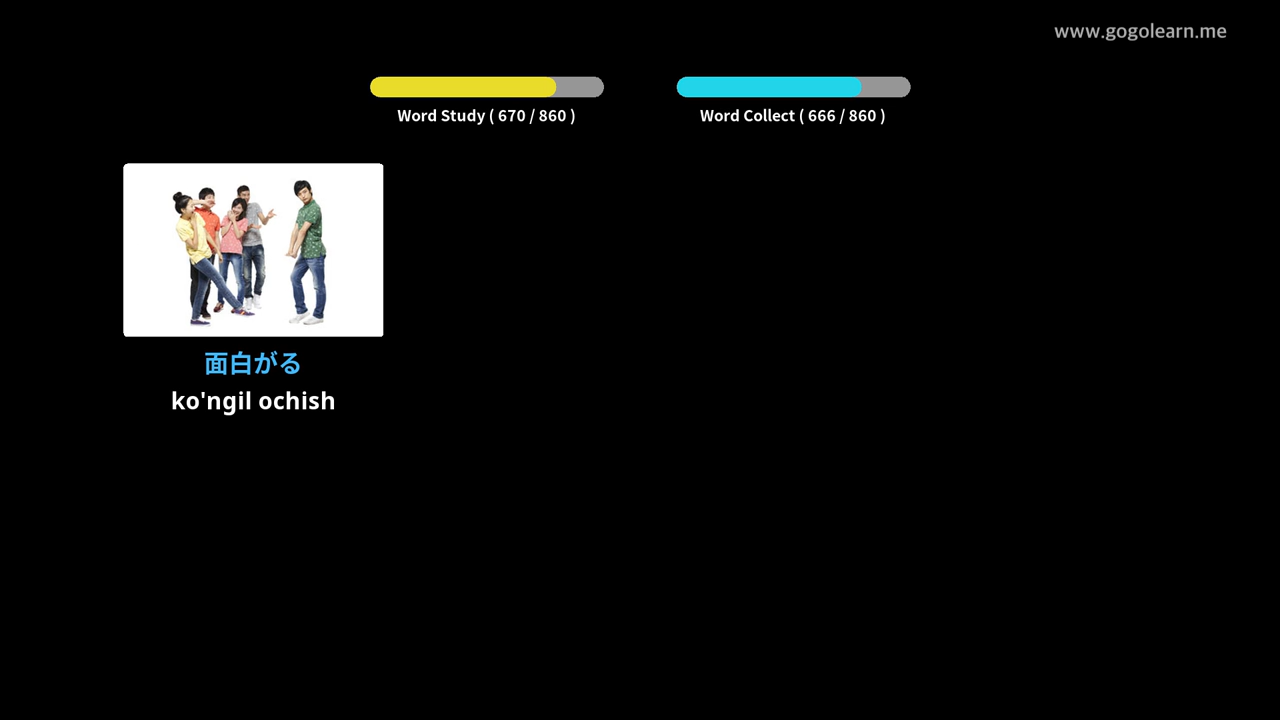 www.gogolearn.me
Word Study ( 670 / 860 )
Word Collect ( 666 / 860 )
面白がる
ko'ngil ochish